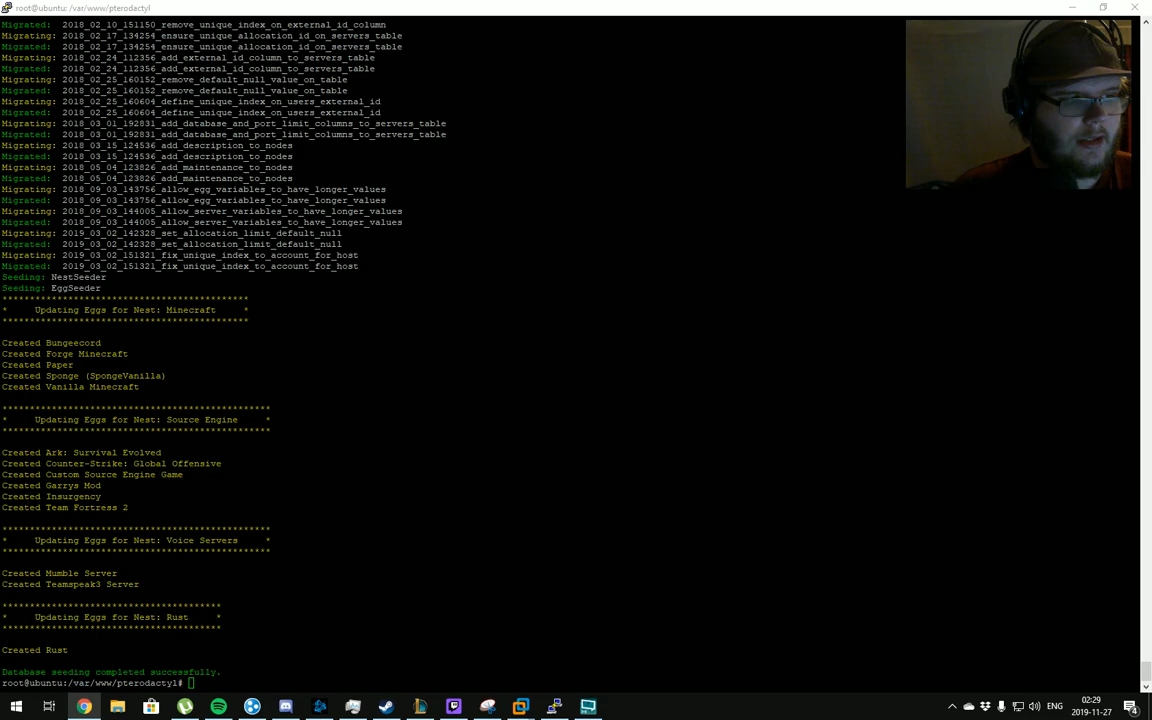 root@ubuntu: /var/www/pterodactyl
Migrated:  2018_02_10_151150_remove_unique_index_on_external_id_column
Migrating: 2018_02_17_134254_ensure_unique_allocation_id_on_servers_table
Migrated:  2018_02_17_134254_ensure_unique_allocation_id_on_servers_table
Migrating: 2018_02_24_112356_add_external_id_column_to_servers_table
Migrated:  2018_02_24_112356_add_external_id_column_to_servers_table
Migrating: 2018_02_25_160152_remove_default_null_value_on_table
Migrated:  2018_02_25_160152_remove_default_null_value_on_table
Migrating: 2018_02_25_160604_define_unique_index_on_users_external_id
Migrated:  2018_02_25_160604_define_unique_index_on_users_external_id
Migrating: 2018_03_01_192831_add_database_and_port_limit_columns_to_servers_table
Migrated:  2018_03_01_192831_add_database_and_port_limit_columns_to_servers_table
Migrating: 2018_03_15_124536_add_description_to_nodes
Migrated:  2018_03_15_124536_add_description_to_nodes
Migrating: 2018_05_04_123826_add_maintenance_to_nodes
Migrated:  2018_05_04_123826_add_maintenance_to_nodes
Migrating: 2018_09_03_143756_allow_egg_variables_to_have_longer_values
Migrated:  2018_09_03_143756_allow_egg_variables_to_have_longer_values
Migrating: 2018_09_03_144005_allow_server_variables_to_have_longer_values
Migrated:  2018_09_03_144005_allow_server_variables_to_have_longer_values
Migrating: 2019_03_02_142328_set_allocation_limit_default_null
Migrated:  2019_03_02_142328_set_allocation_limit_default_null
Migrating: 2019_03_02_151321_fix_unique_index_to_account_for_host
Migrated:  2019_03_02_151321_fix_unique_index_to_account_for_host
Seeding: NestSeeder
Seeding: EggSeeder
*********************************************
*     Updating Eggs for Nest: Minecraft     *
*********************************************
Created Bungeecord
Created Forge Minecraft
Created Paper
Created Sponge (SpongeVanilla)
Created Vanilla Minecraft
*************************************************
*     Updating Eggs for Nest: Source Engine     *
*************************************************
Created Ark: Survival Evolved
Created Counter-Strike: Global Offensive
Created Custom Source Engine Game
Created Garrys Mod
Created Insurgency
Created Team Fortress 2
*************************************************
*     Updating Eggs for Nest: Voice Servers     *
*************************************************
Created Mumble Server
Created Teamspeak3 Server
****************************************
*     Updating Eggs for Nest: Rust     *
****************************************
Created Rust
Database seeding completed successfully.
root@ubuntu:/var/www/pterodactyl#
ENG
02:29
2019-11-27
4